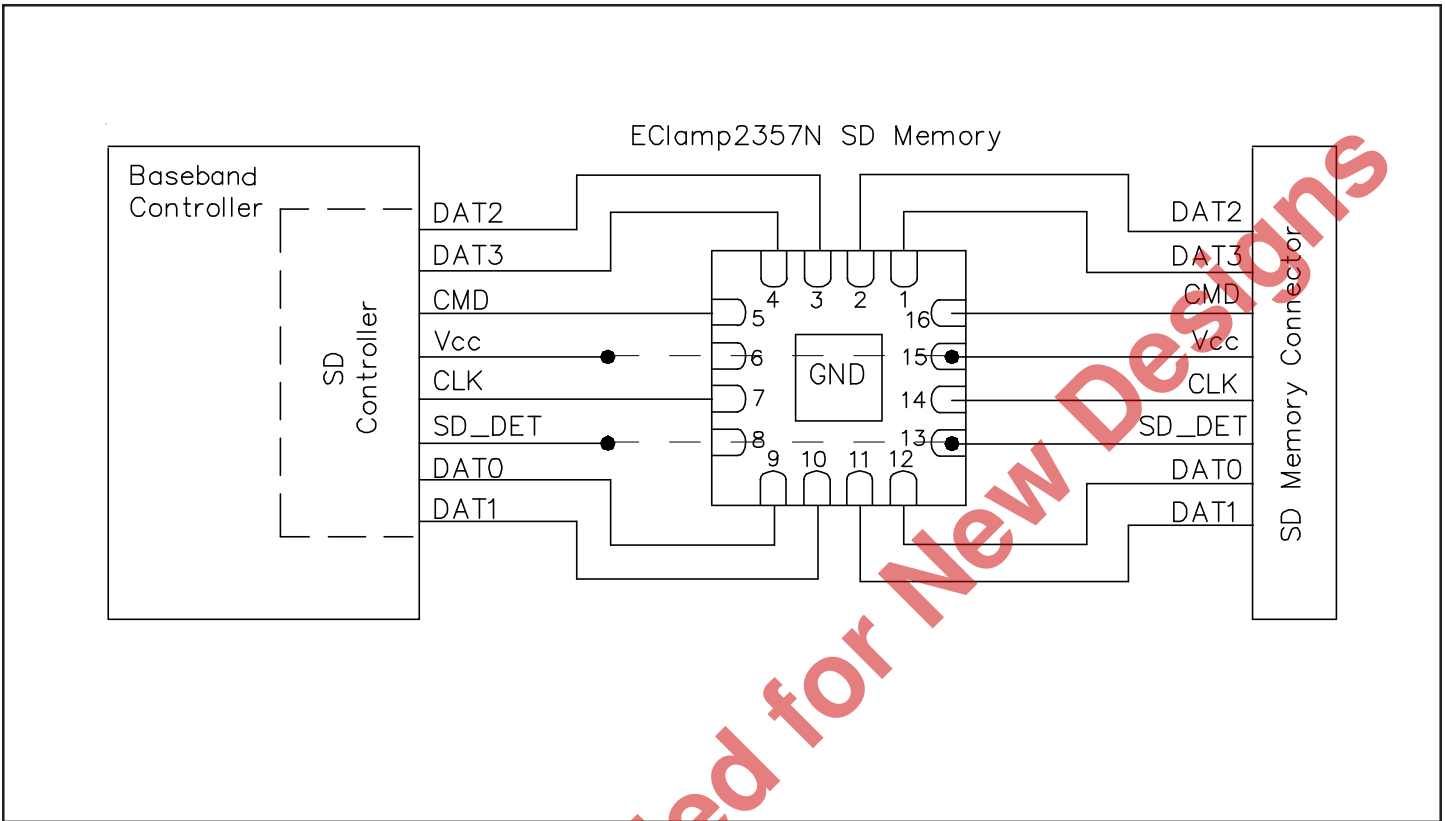 EClamp2357N SD Memory
Baseband
Controller
SD
Controller
DAT2
DAT3
CMD
Vcc
CLK
SD_DET
DAT0
DAT1
4
3
2
1
5
6
7
8
16
15
14
13
GND
9
10
11
12
DAT2
DAT3
CMD
Vcc
CLK
SD_DET
DAT0
DAT1
SD Memory Connector
for New Designs